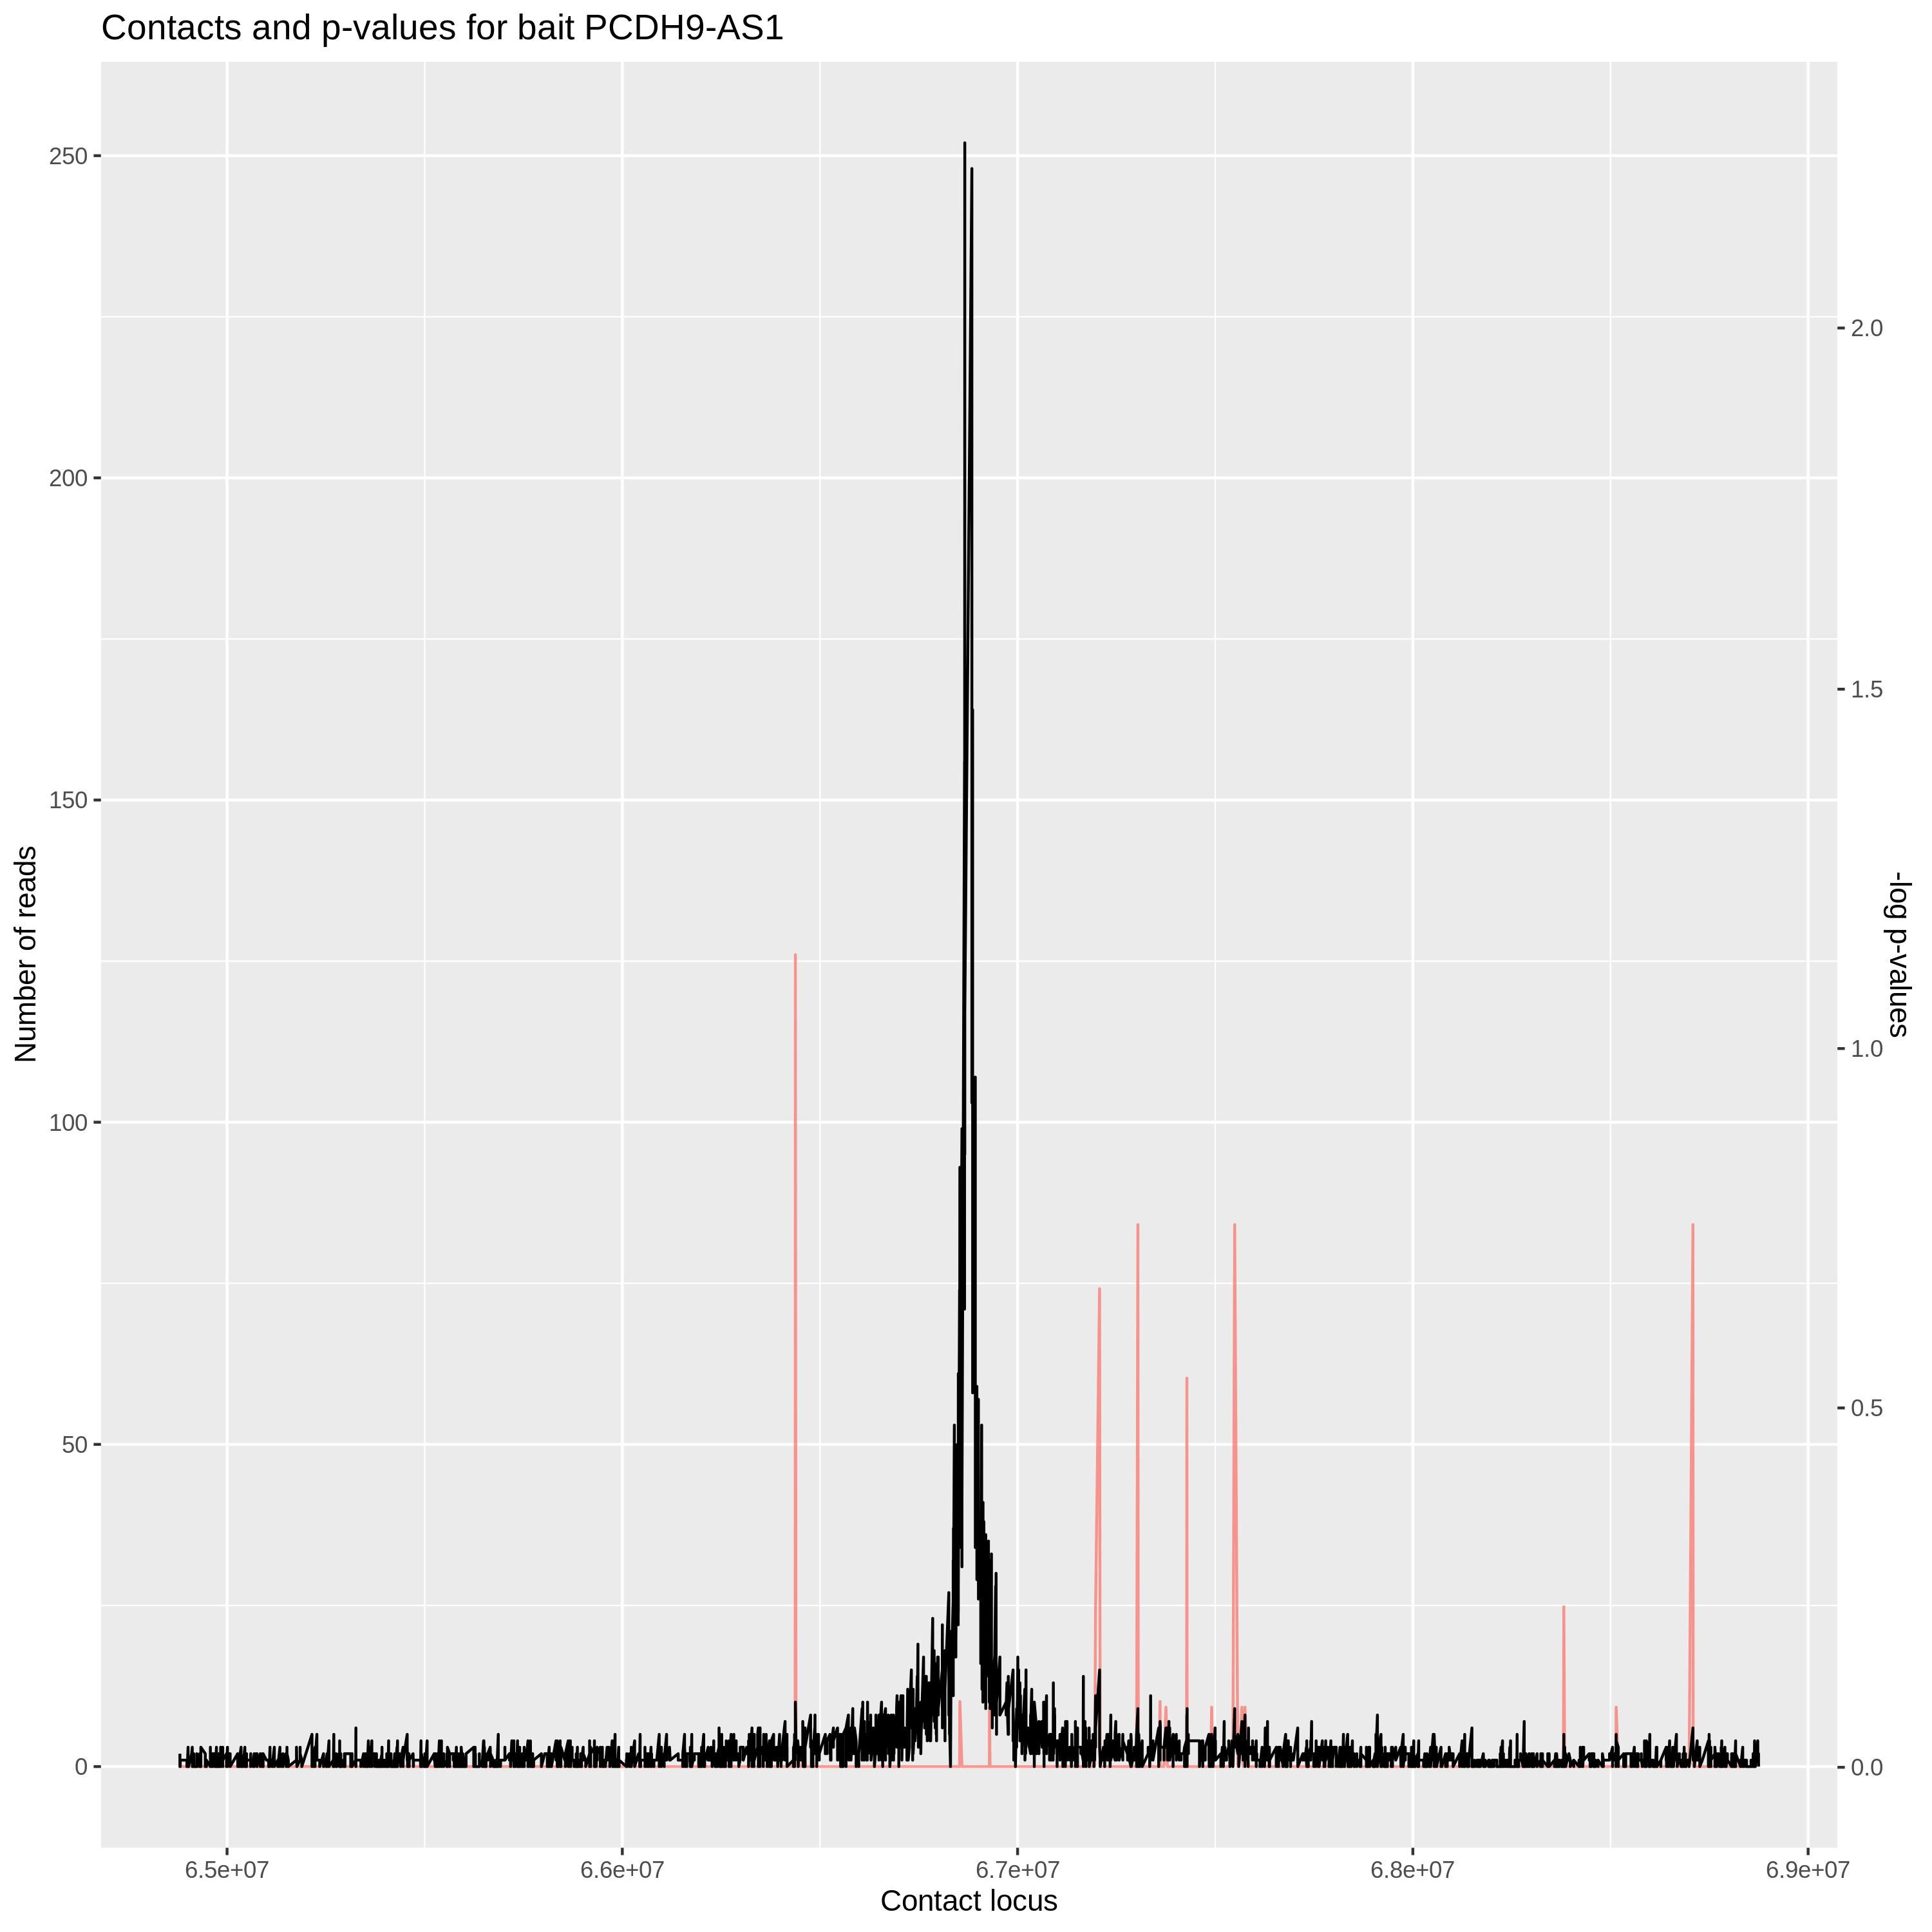 Contacts and p-values for bait PCDH9-AS1
250
200
150
100
50
0
Number of reads
2.0
1.5
1.0
0.5
0.0
-log p-values
6.5e+07 6.6e+07 6.7e+07 6.8e+07 6.9e+07
Contact locus